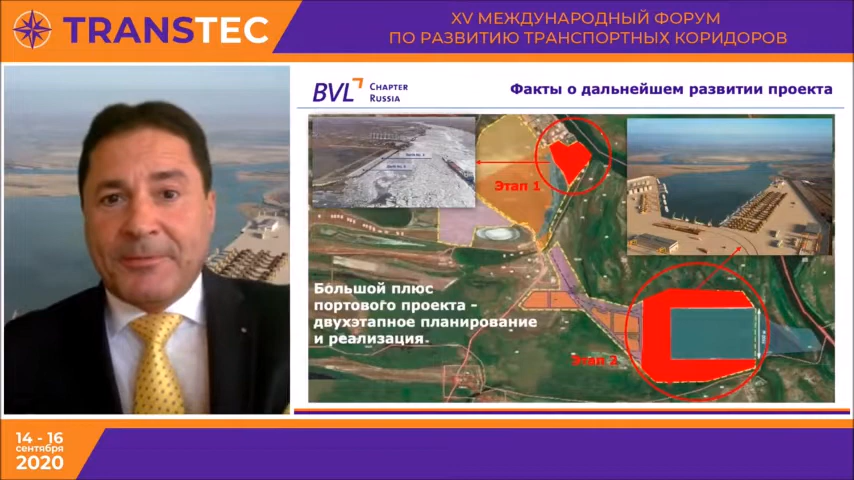 TRANSTEC
XV МЕЖДУНАРОДНЫЙ ФОРУМ
ПО РАЗВИТИЮ ТРАНСПОРТНЫХ КОРИДОРОВ
BVL CHAPTER
RUSSIA
Факты о дальнейшем развитии проекта
Этап 1
Большой плюс
портового проекта -
двухэтапное планирование
и реализация
Этап 2
14 - 16
сентября
2020